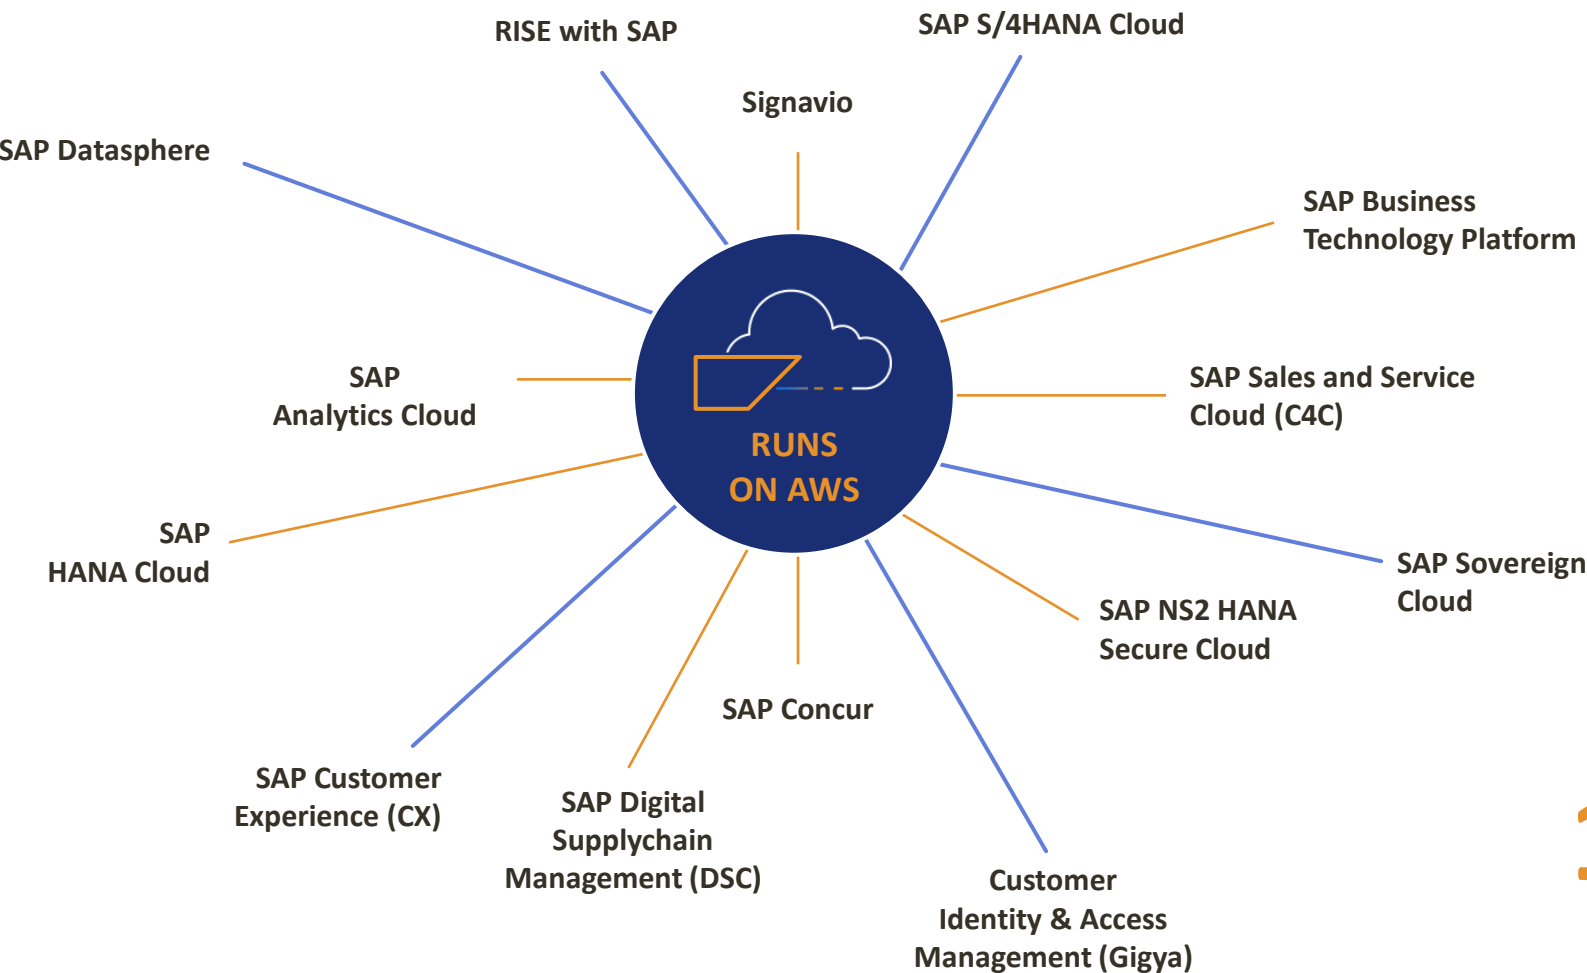 RISE with SAP
SAP S/4HANA Cloud
Signavio
SAP Datasphere
SAP Business
Technology Platform
SAP
Analytics Cloud
SAP Sales and Service
Cloud (C4C)
RUNS
ON AWS
SAP
HANA Cloud
SAP Sovereign
Cloud
SAP NS2 HANA
Secure Cloud
SAP Concur
SAP Customer
Experience (CX)
SAP Digital
Supplychain
Management (DSC)
Customer
Identity & Access
Management (Gigya)